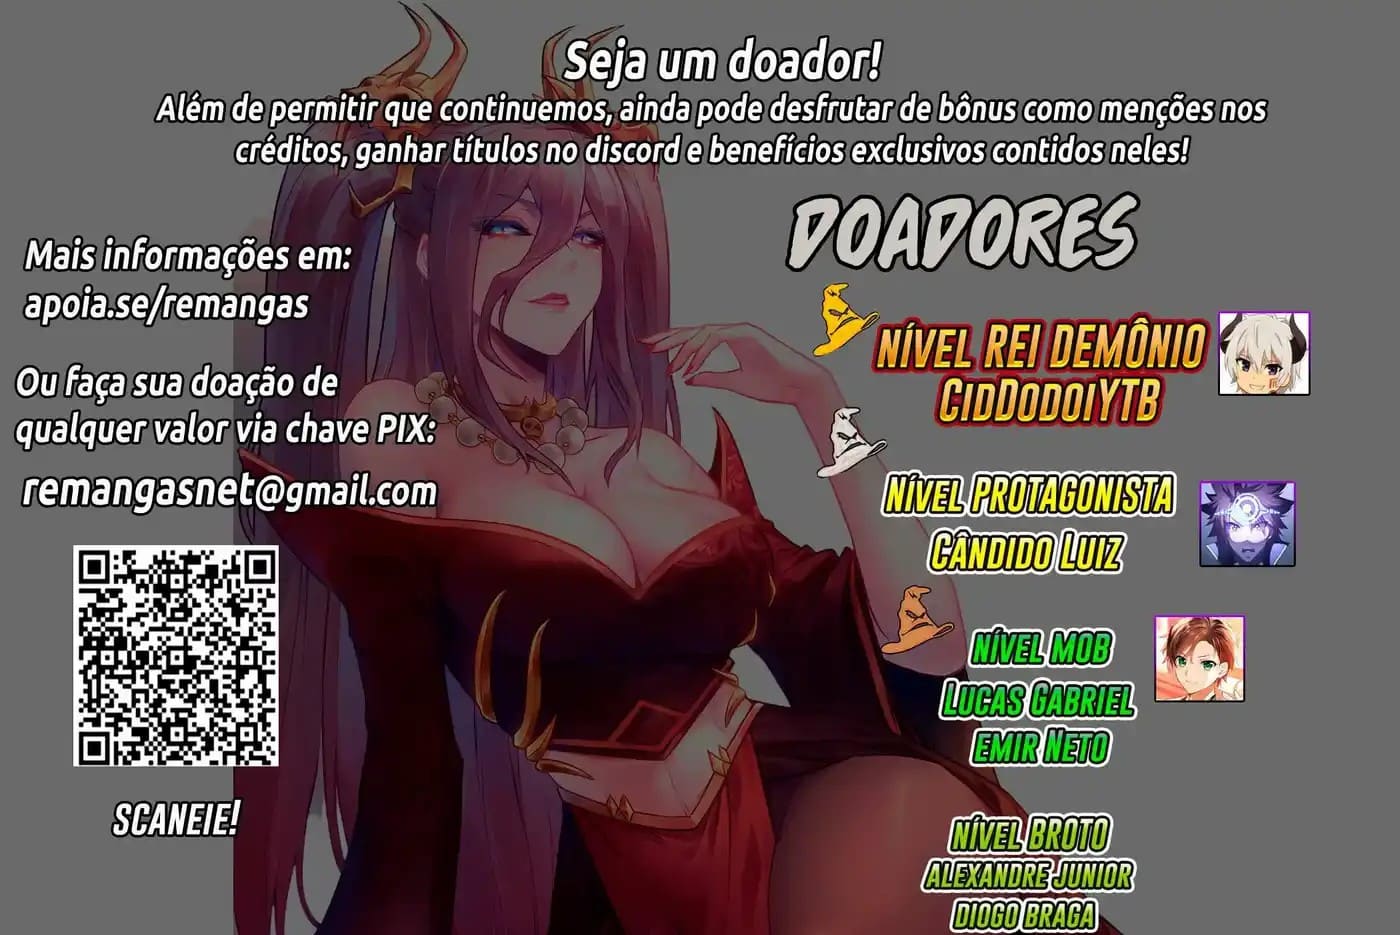 Seja um doador!
Além de permitir que continuemos, ainda pode desfrutar de bônus como menções nos
créditos, ganhar títulos no discord e benefícios exclusivos contidos neles!
Mais informações em:
apoia.se/remangas
Ou faça sua doação de
qualquer valor via chave PIX:
remangasnet@gmail.com
SCANEIE!
DOADORES
NÍVEL REI DEMÔNIO
CIDDODOIYTB
NÍVEL PROTAGONISTA
CÂNDIDO LUIZ
NÍVEL MOB
LUCAS GABRIEL
EMIR NETO
NÍVEL BROTO
ALEXANDRE JUNIOR
DIOGO BRAGA